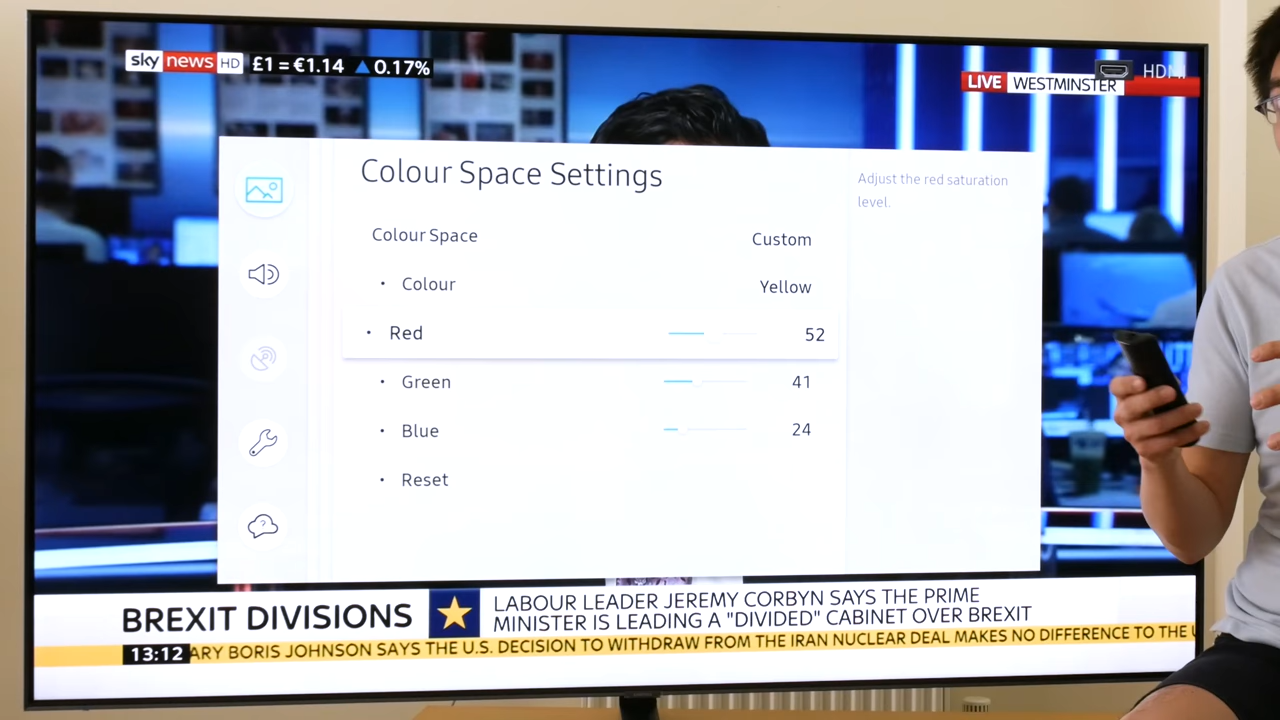 sky news HD £1 = €1.14 ▲ 0.17%
HDMI
LIVE WESTMINSTER
Colour Space Settings
Adjust the red saturation
level.
Colour Space Custom
• Colour Yellow
• Red 52
• Green 41
• Blue 24
• Reset
BREXIT DIVISIONS
LABOUR LEADER JEREMY CORBYN SAYS THE PRIME
MINISTER IS LEADING A "DIVIDED" CABINET OVER BREXIT
13:12 ARY BORIS JOHNSON SAYS THE U.S. DECISION TO WITHDRAW FROM THE IRAN NUCLEAR DEAL MAKES NO DIFFERENCE TO THE U